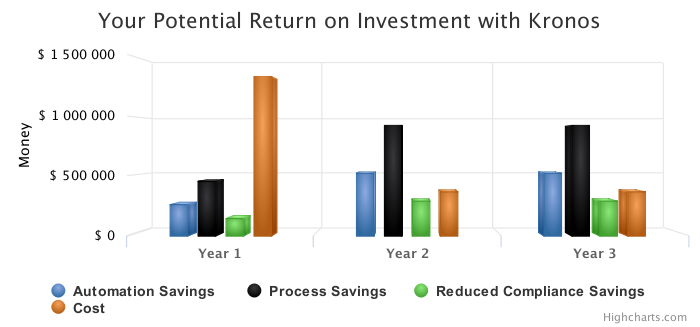 Your Potential Return on Investment with Kronos
$ 1 500 000
$ 1 000 000
Money
$ 500 000
$ 0
Year 1 Year 2 Year 3
Automation Savings Process Savings Reduced Compliance Savings
Cost
Highcharts.com